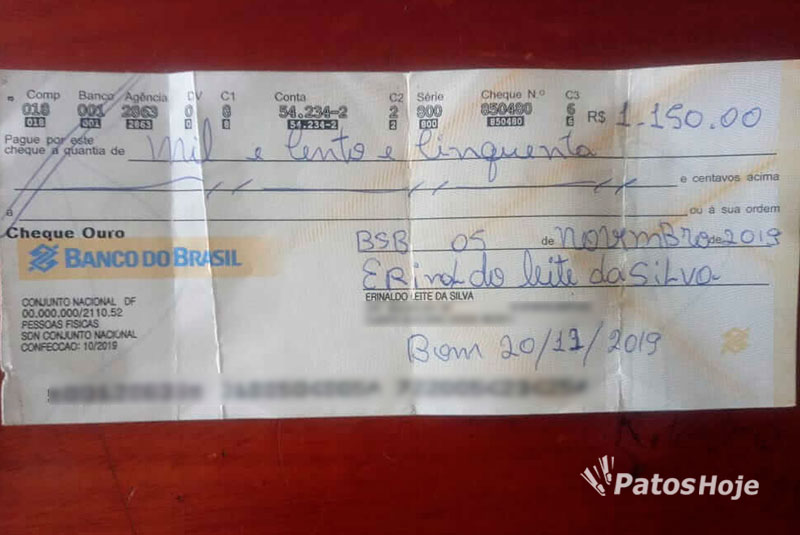 Comp Banco Agência DV C1 Conta C2 Série Cheque N.º C3
018 001 2863 0 8 54.234-2 2 800 850480 6 R$ 1.150.00
018 001 2863 0 8 54.234-2 2 800 850480 6
Pague por este
cheque a quantia de Mil e Cento e Cinquenta
e centavos acima
a ou à sua ordem
Cheque Ouro
BSB 05 de NOVEMBRO de 2019
BANCO DO BRASIL
ERINALDO leite da SILVA
ERINALDO LEITE DA SILVA
CONJUNTO NACIONAL DF
00.000.000/2110.52
PESSOAS FISICAS
SDN CONJUNTO NACIONAL
CONFECCAO: 10/2019
Bom 20/11/2019
PatosHoje